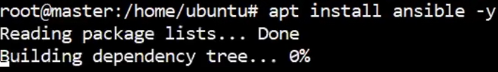 root@master:/home/ubuntu# apt install ansible -y
Reading package lists... Done
Building dependency tree... 0%